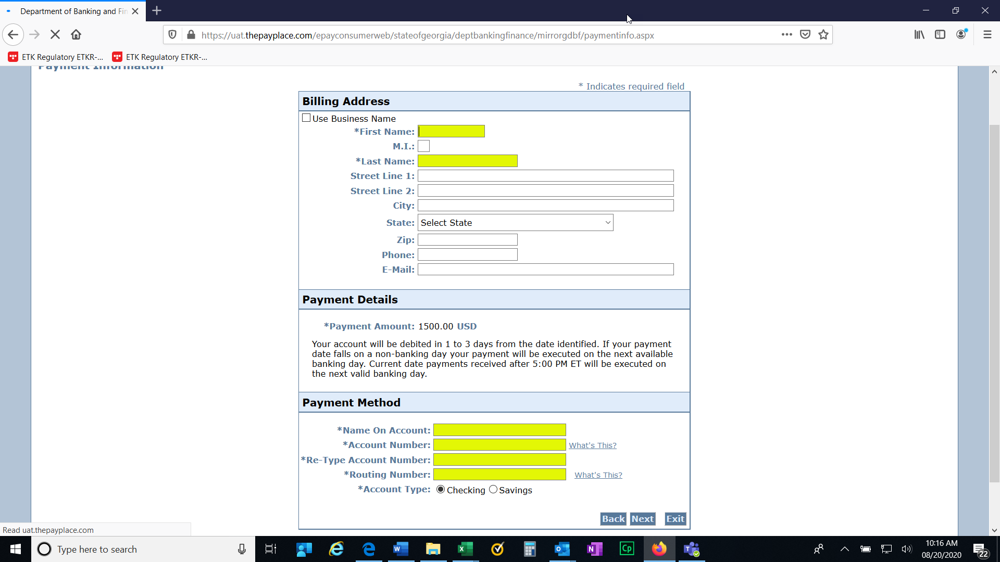 Department of Banking and Fin
https://uat.thepayplace.com/epayconsumerweb/stateofgeorgia/deptbankingfinance/mirrorgdbf/paymentinfo.aspx
ETK Regulatory ETKR-... ETK Regulatory ETKR-...
Payment Information
* Indicates required field
Billing Address
Use Business Name
*First Name:
M.I.:
*Last Name:
Street Line 1:
Street Line 2:
City:
State: Select State
Zip:
Phone:
E-Mail:
Payment Details
*Payment Amount: 1500.00 USD
Your account will be debited in 1 to 3 days from the date identified. If your payment
date falls on a non-banking day your payment will be executed on the next available
banking day. Current date payments received after 5:00 PM ET will be executed on
the next valid banking day.
Payment Method
*Name On Account:
*Account Number: What's This?
*Re-Type Account Number:
*Routing Number: What's This?
*Account Type: Checking Savings
Back Next Exit
Read uat.thepayplace.com
Type here to search
10:16 AM
08/20/2020
22